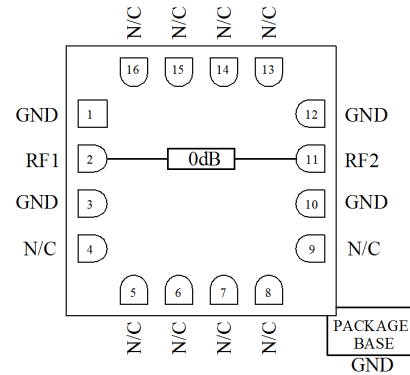 N/C N/C N/C N/C
16 15 14 13
GND 1 12 GND
RF1 2 0dB 11 RF2
GND 3 10 GND
N/C 4 9 N/C
5 6 7 8
N/C N/C N/C N/C
PACKAGE
BASE
GND